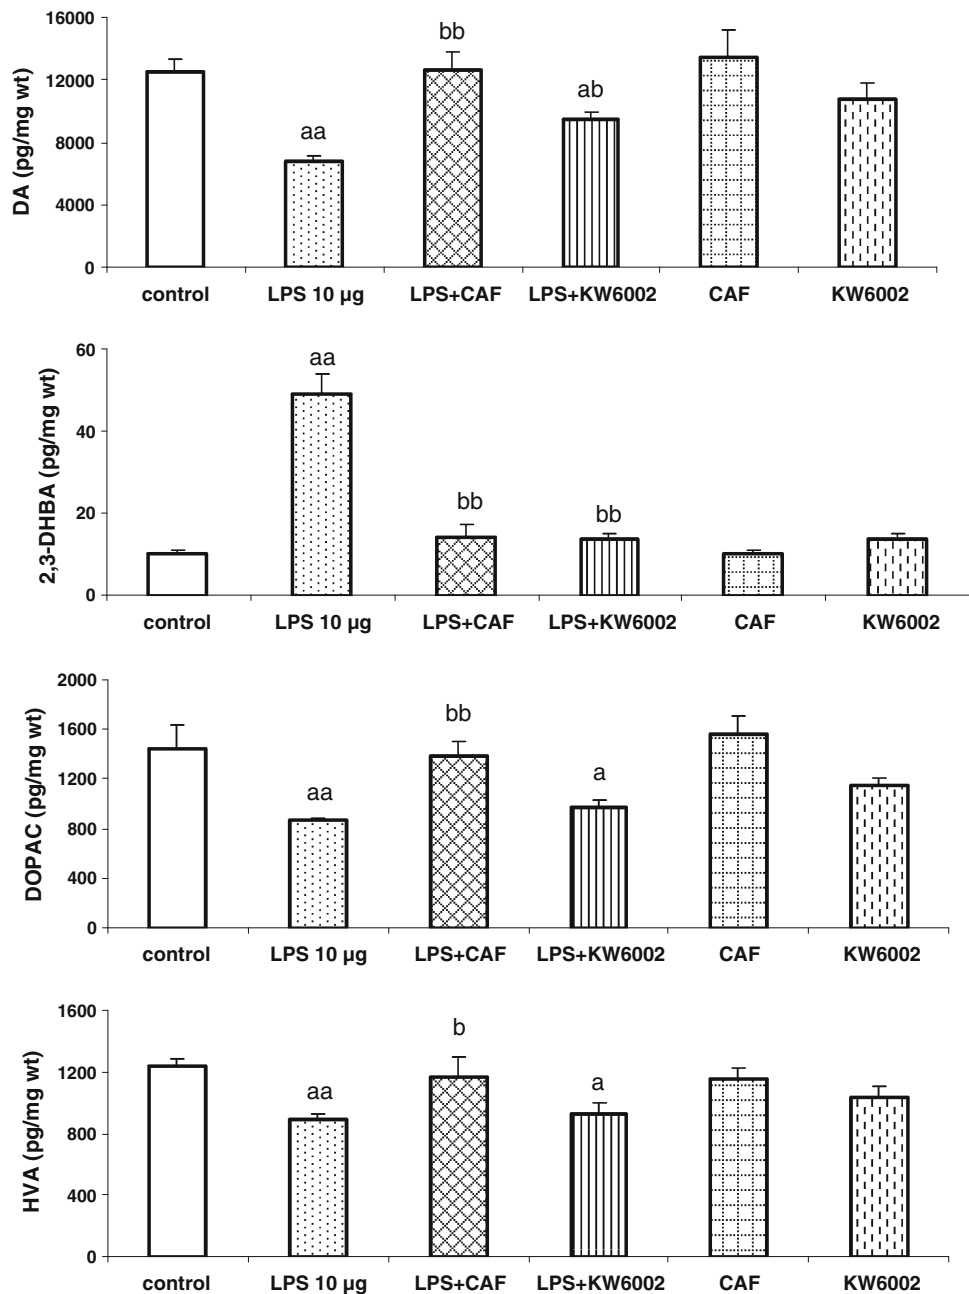 DA (pg/mg wt)
16000
12000
8000
4000
0
aa
bb
ab
control LPS 10 µg LPS+CAF LPS+KW6002 CAF KW6002
2,3-DHBA (pg/mg wt)
60
40
20
0
aa
bb
bb
control LPS 10 µg LPS+CAF LPS+KW6002 CAF KW6002
DOPAC (pg/mg wt)
2000
1600
1200
800
400
0
aa
bb
a
control LPS 10 µg LPS+CAF LPS+KW6002 CAF KW6002
HVA (pg/mg wt)
1600
1200
800
400
0
aa
b
a
control LPS 10 µg LPS+CAF LPS+KW6002 CAF KW6002